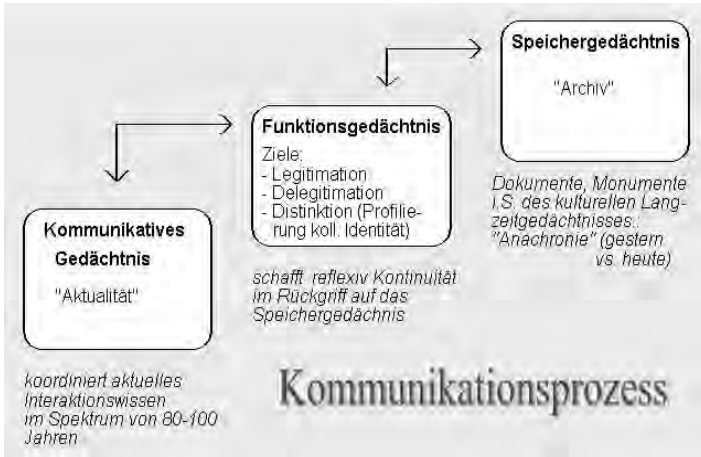 Speichergedächtnis
"Archiv"
Dokumente, Monumente
i.S. des kulturellen Lang-
zeitgedächtnisses:
"Anachronie" (gestern
vs. heute)
Funktionsgedächtnis
Ziele:
- Legitimation
- Delegitimation
- Distinktion (Profilie-
rung koll. Identität)
schafft reflexiv Kontinuität
im Rückgriff auf das
Speichergedächnis
Kommunikatives
Gedächtnis
"Aktualität"
koordiniert aktuelles
Interaktionswissen
im Spektrum von 80-100
Jahren
Kommunikationsprozess